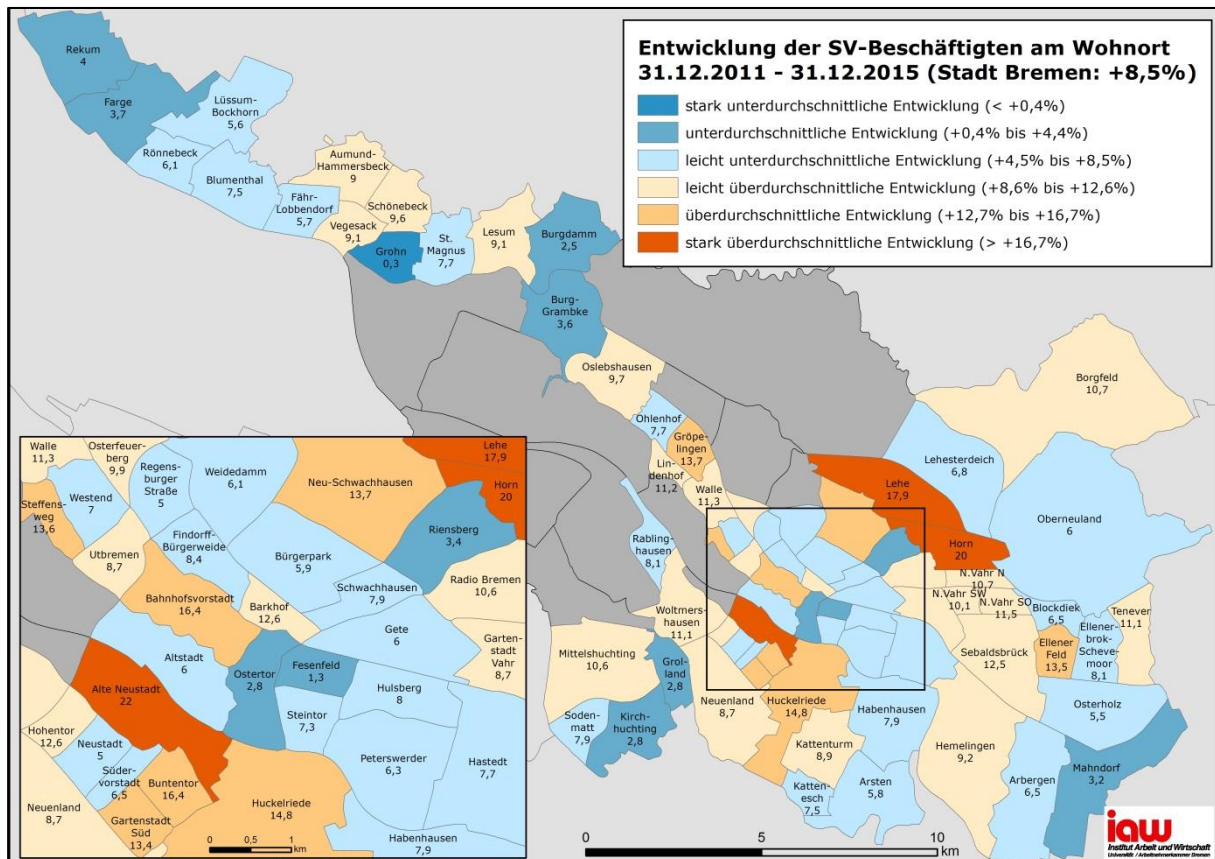 Entwicklung der SV-Beschäftigten am Wohnort
31.12.2011 - 31.12.2015 (Stadt Bremen: +8,5%)
stark unterdurchschnittliche Entwicklung (< +0,4%)
unterdurchschnittliche Entwicklung (+0,4% bis +4,4%)
leicht unterdurchschnittliche Entwicklung (+4,5% bis +8,5%)
leicht überdurchschnittliche Entwicklung (+8,6% bis +12,6%)
überdurchschnittliche Entwicklung (+12,7% bis +16,7%)
stark überdurchschnittliche Entwicklung (> +16,7%)
Rekum
4
Farge
3,7
Lüssum-
Bockhorn
5,6
Rönnebeck
6,1
Blumenthal
7,5
Fähr-
Lobbendorf
5,7
Aumund-
Hammersbeck
9
Schönebeck
9,6
Vegesack
9,1
Grohn
0,3
St.
Magnus
7,7
Lesum
9,1
Burgdamm
2,5
Burg-
Grambke
3,6
Oslebshausen
9,7
Ohlenhof
7,7
Gröpe-
lingen
13,7
Lin-
denhof
11,2
Walle
11,3
Borgfeld
10,7
Lehesterdeich
6,8
Lehe
17,9
Horn
20
Oberneuland
6
N.Vahr N
10,7
N.Vahr SW
10,1
N.Vahr SO
11,5
Blockdiek
6,5
Ellener
Feld
13,5
Ellener-
brok-
Scheve-
moor
8,1
Tenever
11,1
Sebaldsbrück
12,5
Osterholz
5,5
Mahndorf
3,2
Hemelingen
9,2
Arbergen
6,5
Rabling-
hausen
8,1
Woltmers-
hausen
11,1
Mittelshuchting
10,6
Grol-
land
2,8
Soden-
matt
7,9
Kirch-
huchting
2,8
Neuenland
8,7
Huckelriede
14,8
Habenhausen
7,9
Kattenturm
8,9
Katten-
esch
7,5
Arsten
5,8
Walle
11,3
Osterfeuer-
berg
9,9
Regens-
burger
Straße
5
Weidedamm
6,1
Neu-Schwachhausen
13,7
Lehe
17,9
Horn
20
Steffens-
weg
13,6
Westend
7
Utbremen
8,7
Findorff-
Bürgerweide
8,4
Bürgerpark
5,9
Riensberg
3,4
Radio Bremen
10,6
Schwachhausen
7,9
Bahnhofsvorstadt
16,4
Barkhof
12,6
Gete
6
Garten-
stadt
Vahr
8,7
Altstadt
6
Ostertor
2,8
Fesenfeld
1,3
Hulsberg
8
Alte Neustadt
22
Steintor
7,3
Hohentor
12,6
Neustadt
5
Süder-
vorstadt
6,5
Buntentor
16,4
Peterswerder
6,3
Hastedt
7,7
Neuenland
8,7
Gartenstadt
Süd
13,4
Huckelriede
14,8
Habenhausen
7,9
0 0,5 1
km
0 5 10
km
iaw
Institut Arbeit und Wirtschaft
Universität / Arbeitnehmerkammer Bremen